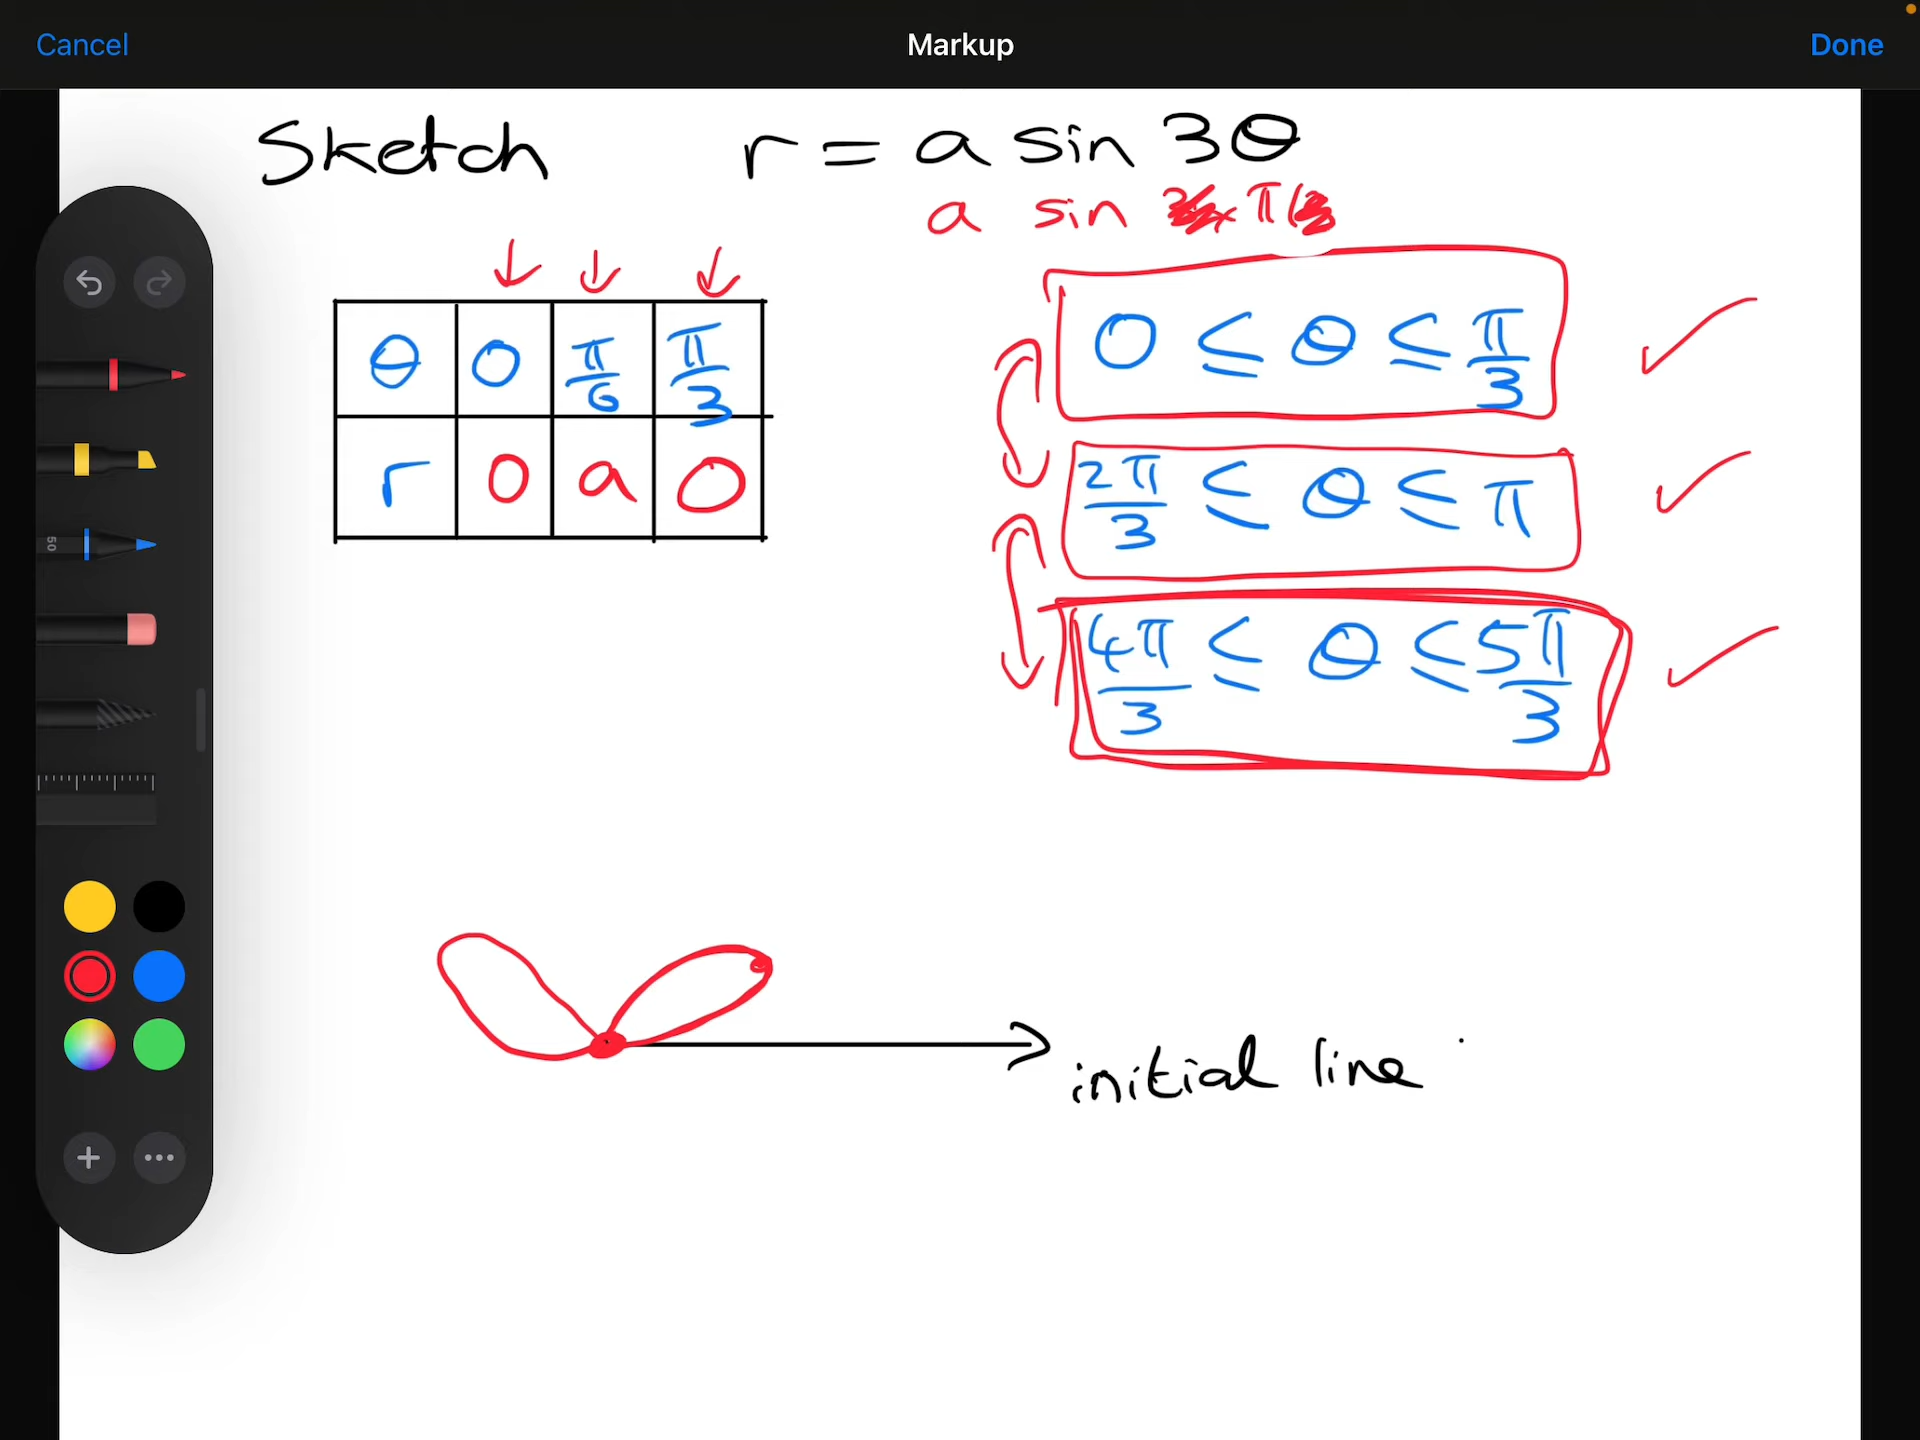 Cancel Markup Done
Sketch r = a sin 3θ
a sin π
θ 0 π/6 π/3
r 0 a 0
0 ≤ θ ≤ π/3
2π/3 ≤ θ ≤ π
4π/3 ≤ θ ≤ 5π/3
50
initial line